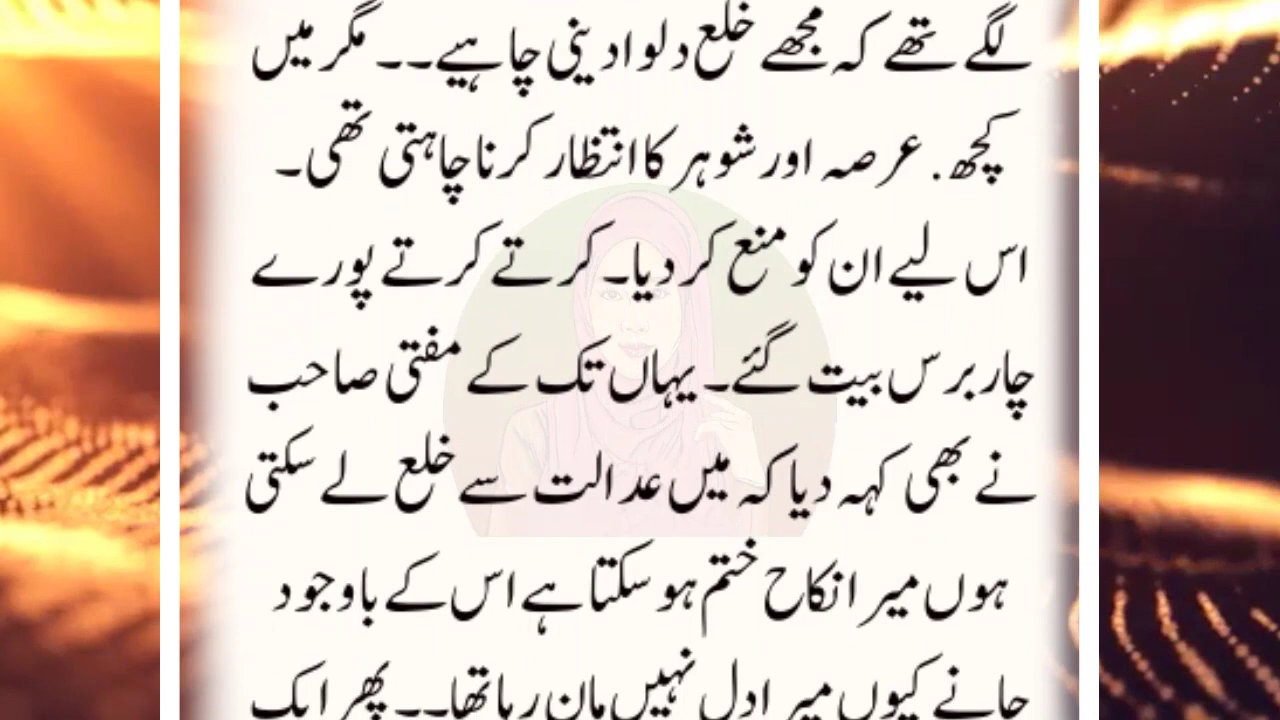 لگے تھے کہ مجھے خلع دلوا دینی چاہیے۔۔ مگر میں
کچھ. عرصہ اور شوہر کا انتظار کرنا چاہتی تھی۔
اس لیے ان کو منع کر دیا۔ کرتے کرتے پورے
چار برس بیت گئے۔ یہاں تک کے مفتی صاحب
نے بھی کہہ دیا کہ میں عدالت سے خلع لے سکتی
ہوں میرا نکاح ختم ہو سکتا ہے اس کے باوجود
جانے کیوں میرا دل نہیں مان رہا تھا۔۔ پھر ایک